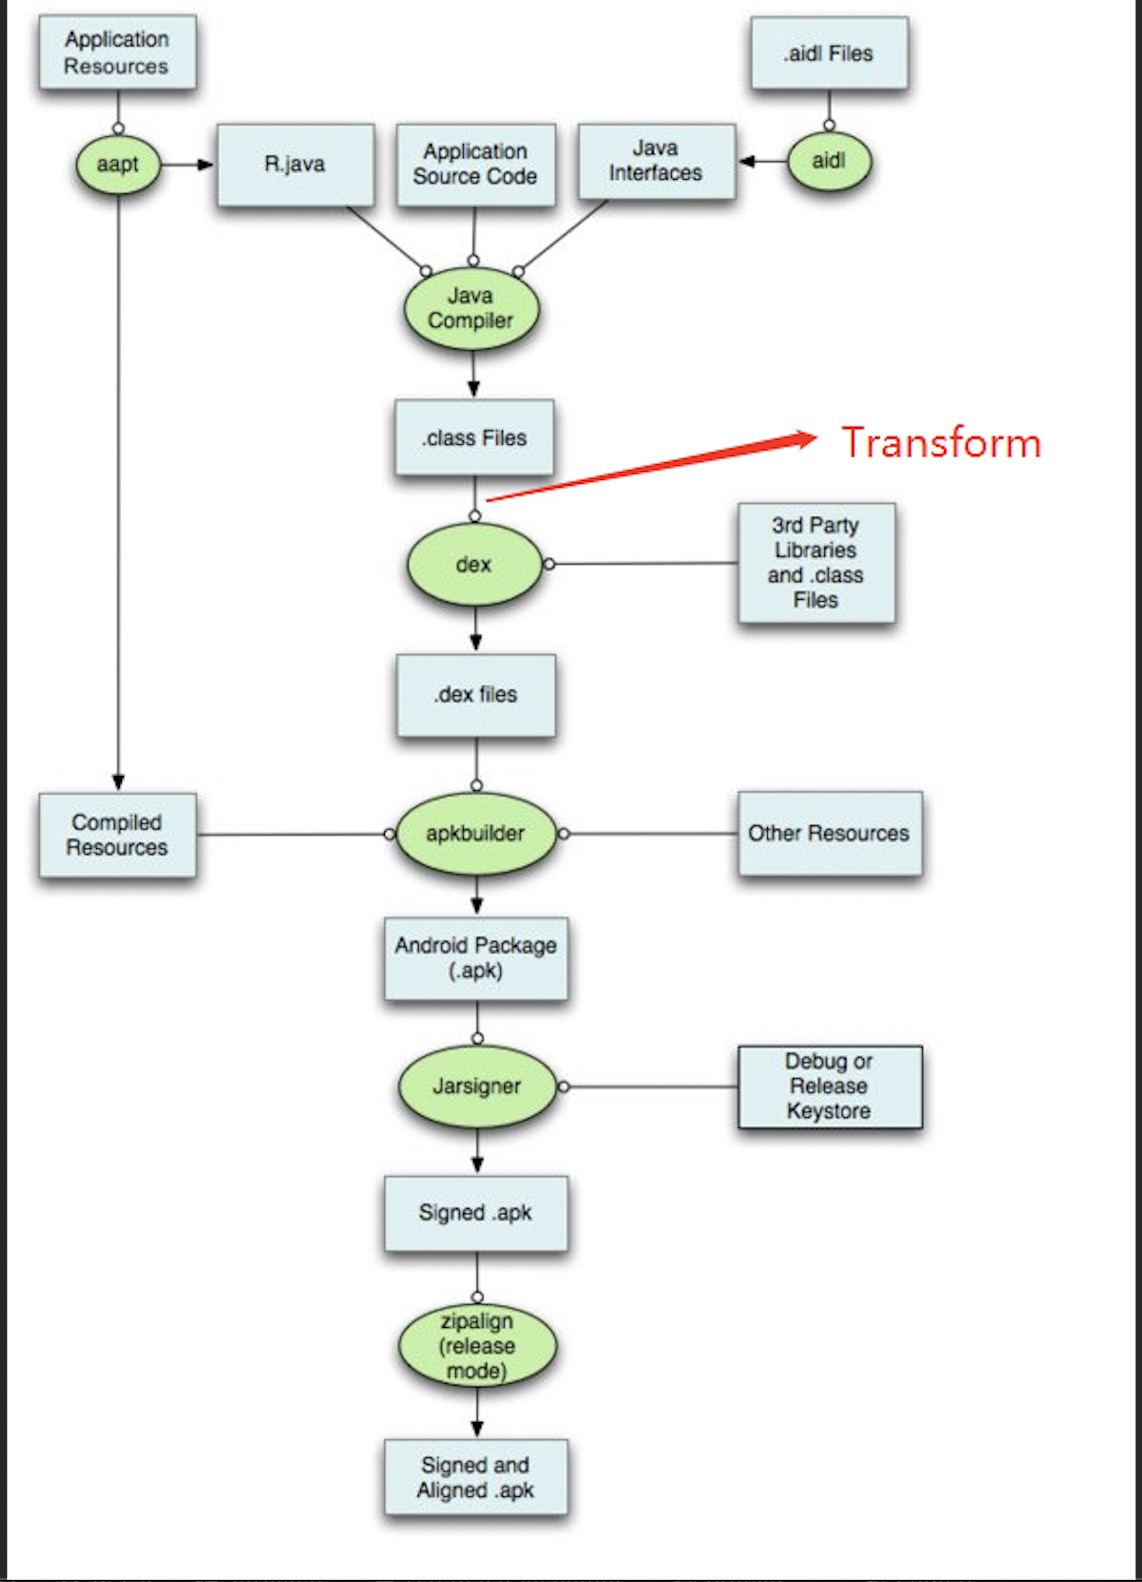 Application
Resources
.aidl Files
aapt
R.java
Application
Source Code
Java
Interfaces
aidl
Java
Compiler
.class Files
Transform
dex
3rd Party
Libraries
and .class
Files
.dex files
Compiled
Resources
apkbuilder
Other Resources
Android Package
(.apk)
Jarsigner
Debug or
Release
Keystore
Signed .apk
zipalign
(release
mode)
Signed and
Aligned .apk